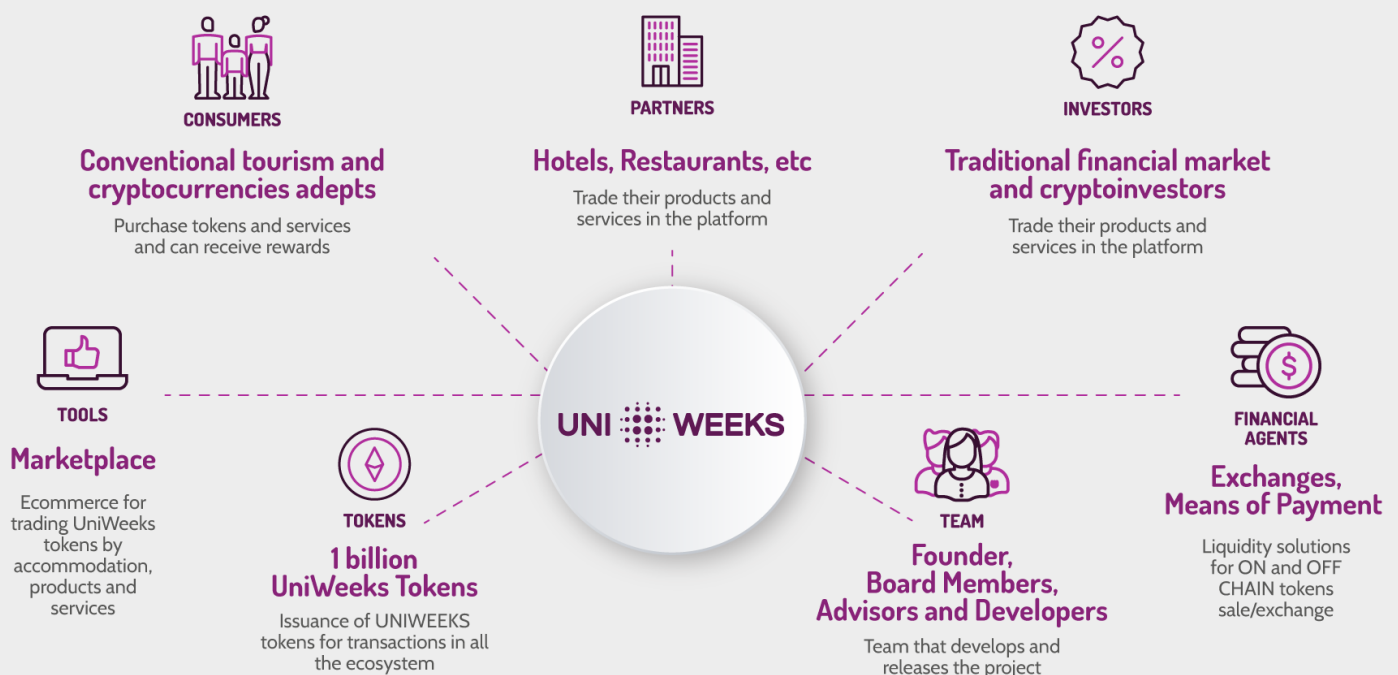 CONSUMERS
Conventional tourism and
cryptocurrencies adepts
Purchase tokens and services
and can receive rewards
PARTNERS
Hotels, Restaurants, etc
Trade their products and
services in the platform
INVESTORS
Traditional financial market
and cryptoinvestors
Trade their products and
services in the platform
TOOLS
Marketplace
Ecommerce for
trading UniWeeks
tokens by
accommodation,
products and
services
TOKENS
1 billion
UniWeeks Tokens
Issuance of UNIWEEKS
tokens for transactions in all
the ecosystem
UNI WEEKS
TEAM
Founder,
Board Members,
Advisors and Developers
Team that develops and
releases the project
FINANCIAL
AGENTS
Exchanges,
Means of Payment
Liquidity solutions
for ON and OFF
CHAIN tokens
sale/exchange